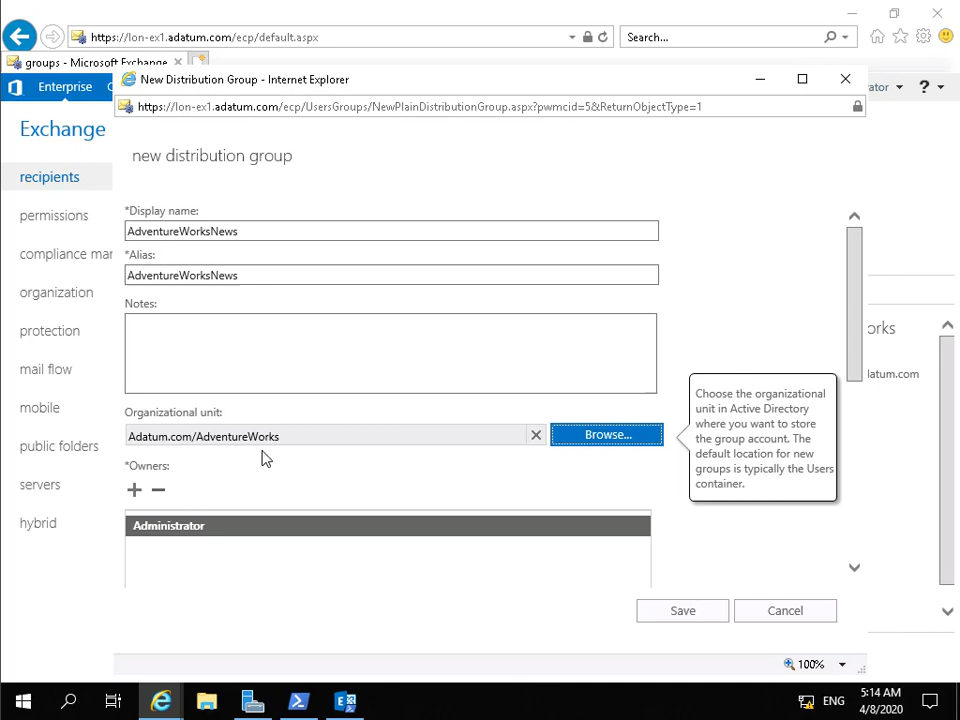 https://lon-ex1.adatum.com/ecp/default.aspx
Search...
groups - Microsoft Exchange
New Distribution Group - Internet Explorer
Enterprise
https://lon-ex1.adatum.com/ecp/UsersGroups/NewPlainDistributionGroup.aspx?pwmcid=5&ReturnObjectType=1
rator
?
Exchange
new distribution group
recipients
permissions
compliance mar
organization
protection
mail flow
mobile
public folders
servers
hybrid
*Display name:
AdventureWorksNews
*Alias:
AdventureWorksNews
Notes:
Organizational unit:
Adatum.com/AdventureWorks
Browse...
*Owners:
Administrator
Choose the organizational
unit in Active Directory
where you want to store
the group account. The
default location for new
groups is typically the Users
container.
orks
latum.com
Save
Cancel
100%
ENG
5:14 AM
4/8/2020